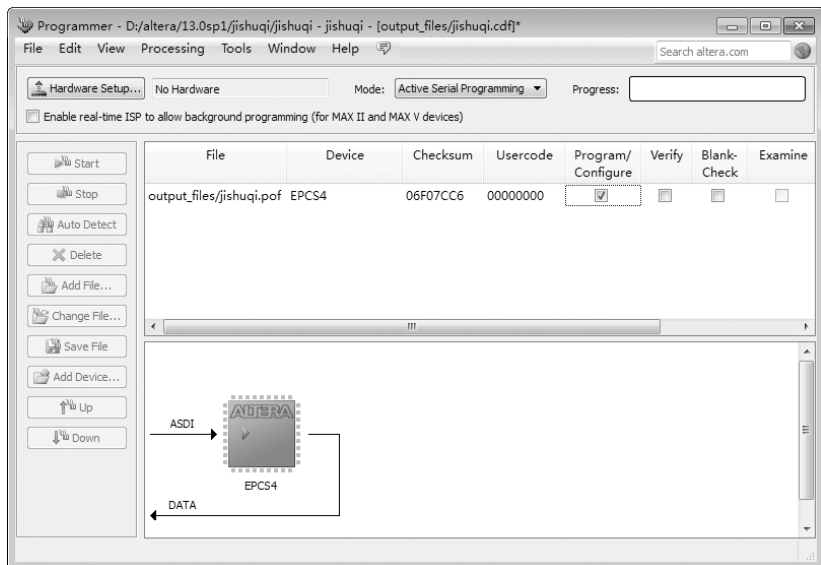 Programmer - D:/altera/13.0sp1/jishuqi/jishuqi - jishuqi - [output_files/jishuqi.cdf]*
File Edit View Processing Tools Window Help
Search altera.com
Hardware Setup... No Hardware Mode: Active Serial Programming Progress:
Enable real-time ISP to allow background programming (for MAX II and MAX V devices)
Start
Stop
Auto Detect
Delete
Add File...
Change File...
Save File
Add Device...
Up
Down
File Device Checksum Usercode Program/ Configure Verify Blank- Check Examine
output_files/jishuqi.pof EPCS4 06F07CC6 00000000
ASDI
ALTERA
EPCS4
DATA